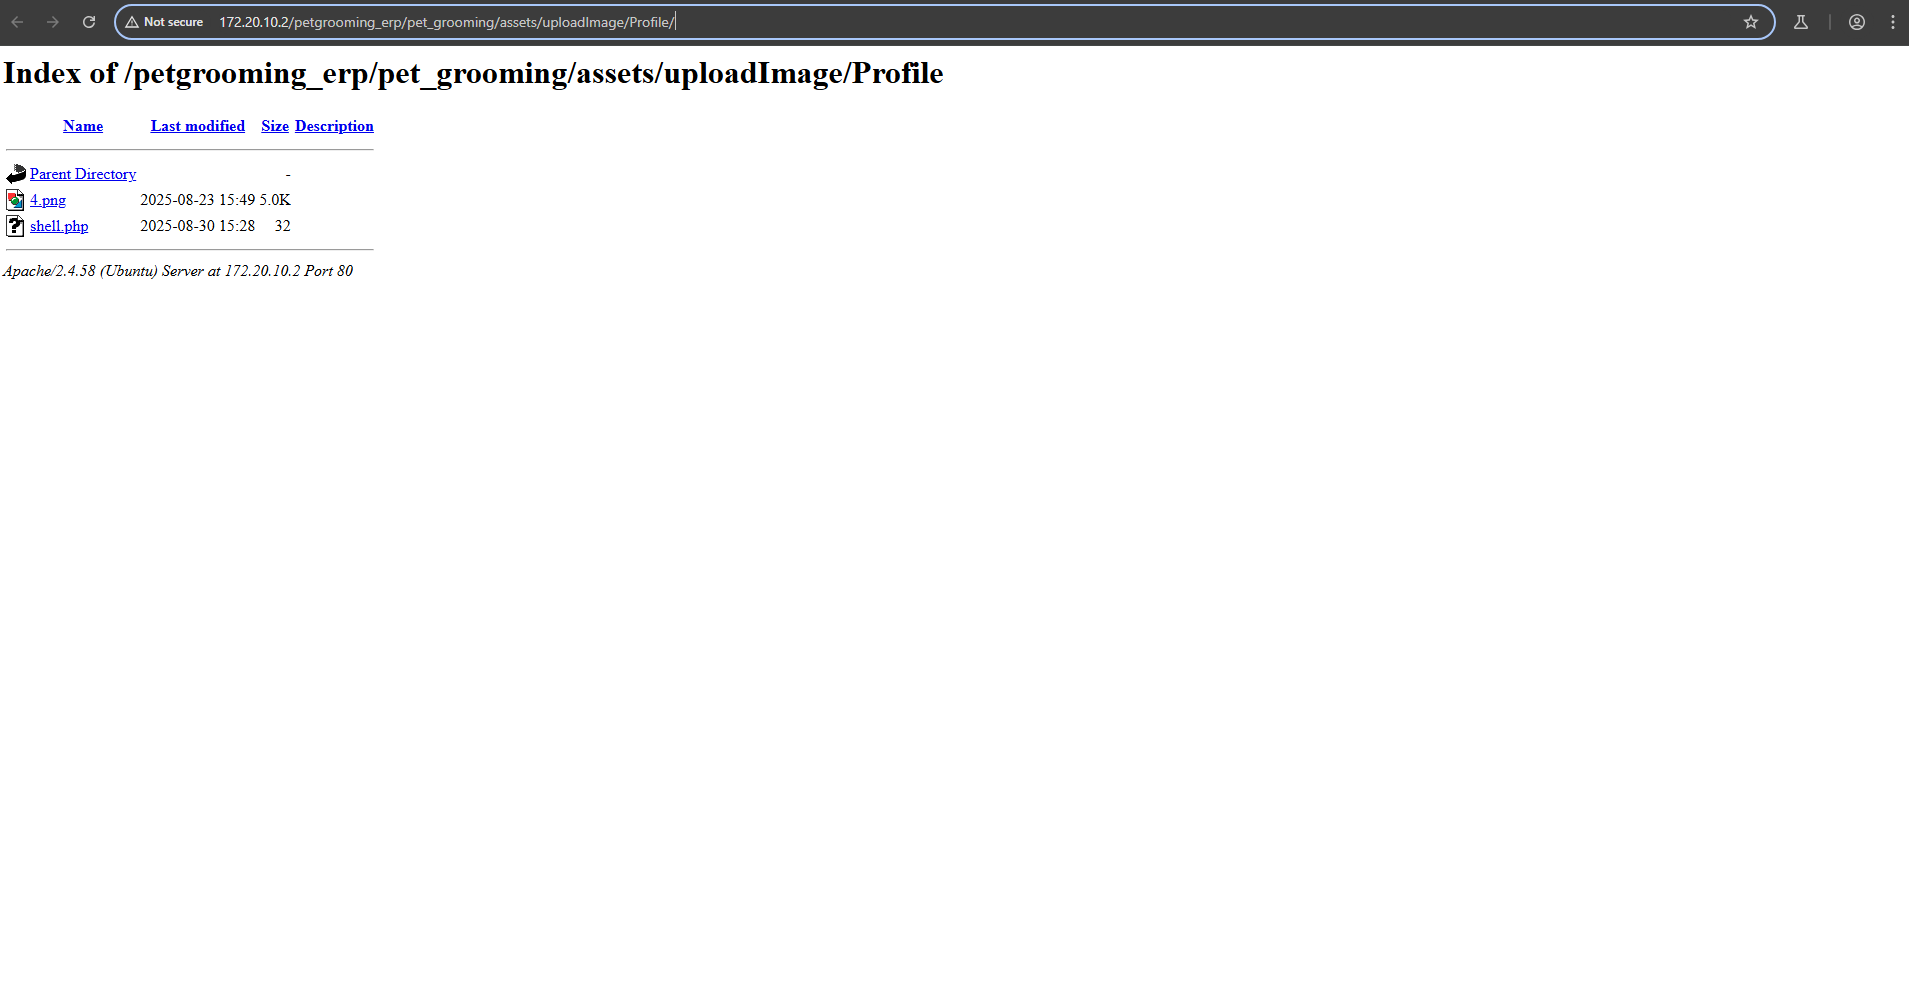 Not secure 172.20.10.2/petgrooming_erp/pet_grooming/assets/uploadImage/Profile/
Index of /petgrooming_erp/pet_grooming/assets/uploadImage/Profile
Name Last modified Size Description
Parent Directory -
4.png 2025-08-23 15:49 5.0K
shell.php 2025-08-30 15:28 32
Apache/2.4.58 (Ubuntu) Server at 172.20.10.2 Port 80